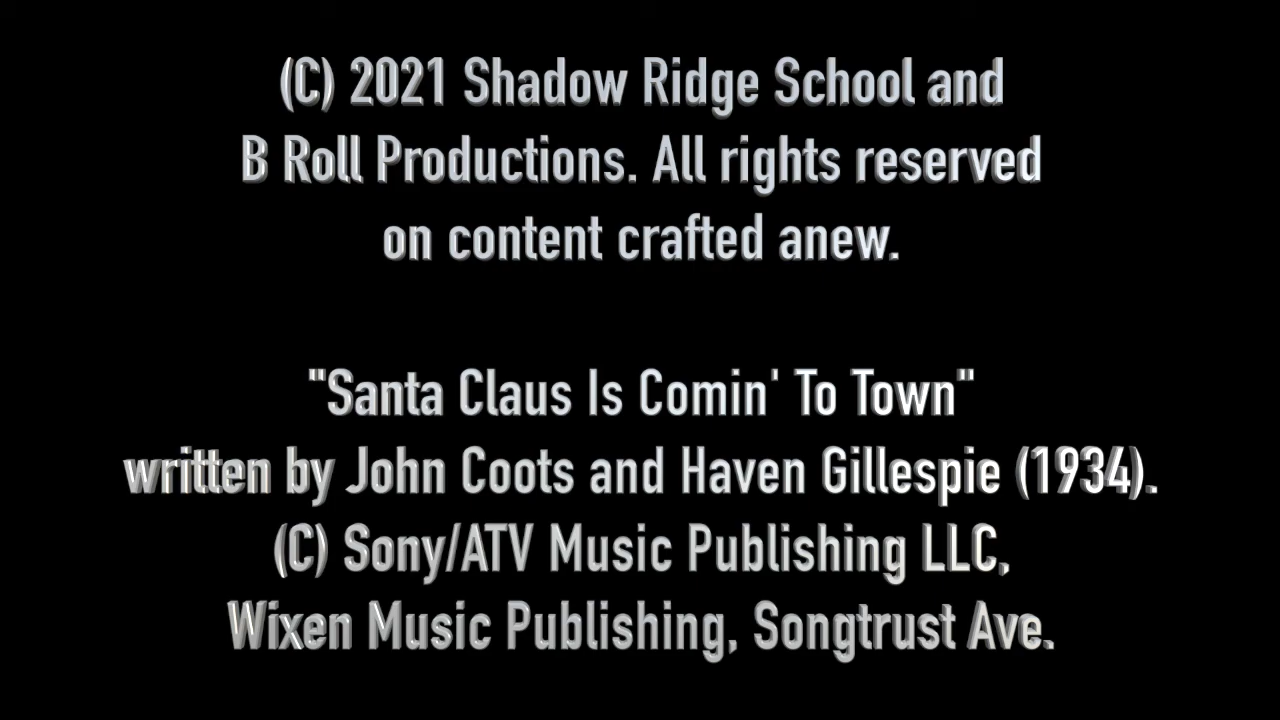 (C) 2021 Shadow Ridge School and
B Roll Productions. All rights reserved
on content crafted anew.
"Santa Claus Is Comin' To Town"
written by John Coots and Haven Gillespie (1934).
(C) Sony/ATV Music Publishing LLC,
Wixen Music Publishing, Songtrust Ave.